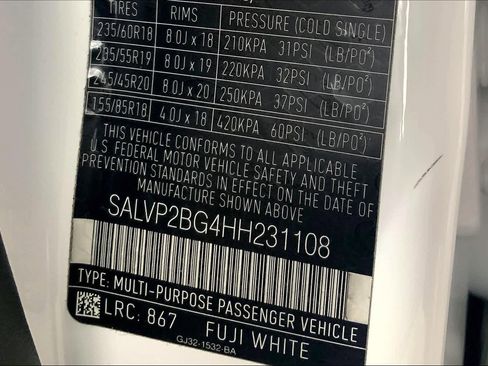 TIRES RIMS PRESSURE (COLD SINGLE)
235/60R18 8.0J x 18 210KPA 31PSI (LB/PO²)
235/55R19 8.0J x 19 220KPA 32PSI (LB/PO²)
245/45R20 8.0J x 20 250KPA 37PSI (LB/PO²)
155/85R18 4.0J x 18 420KPA 60PSI (LB/PO²)
THIS VEHICLE CONFORMS TO ALL APPLICABLE
U.S FEDERAL MOTOR VEHICLE SAFETY AND THEFT
PREVENTION STANDARDS IN EFFECT ON THE DATE OF
MANUFACTURE SHOWN ABOVE
SALVP2BG4HH231108
TYPE: MULTI-PURPOSE PASSENGER VEHICLE
LRC: 867 FUJI WHITE
GJ32-1532-BA